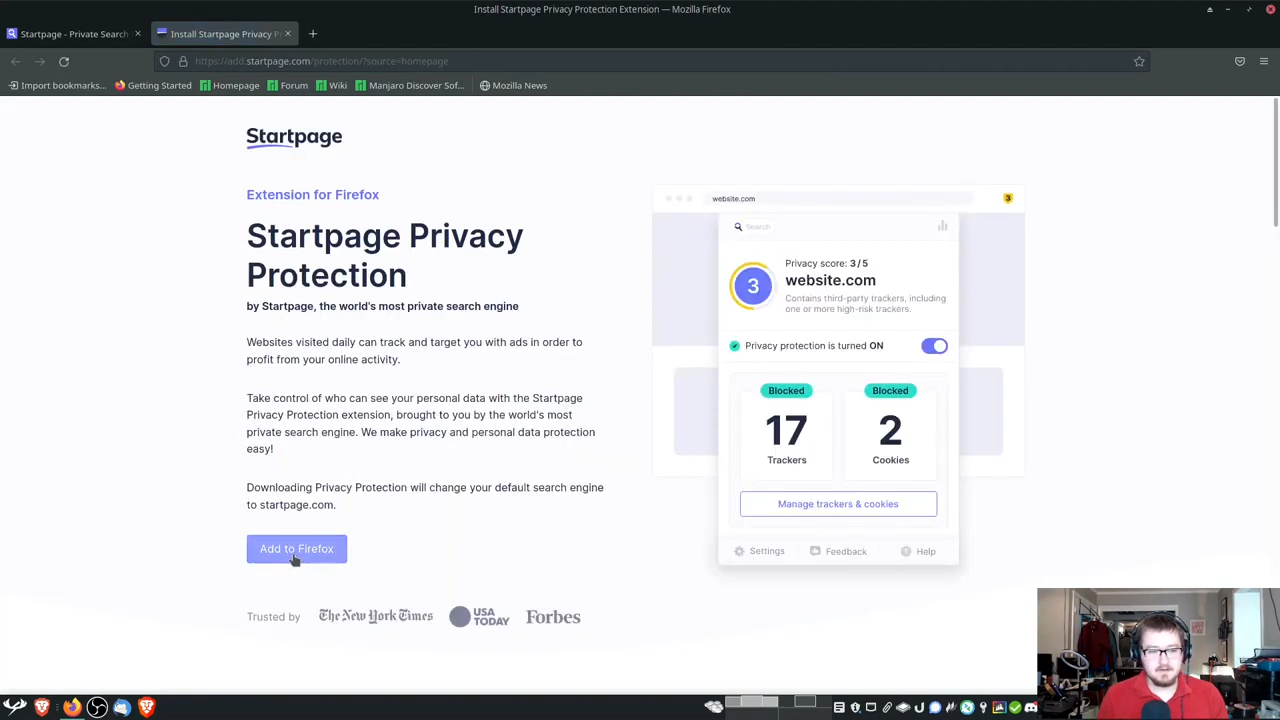 Install Startpage Privacy Protection Extension — Mozilla Firefox
Startpage - Private Search
Install Startpage Privacy P
https://add.startpage.com/protection/?source=homepage
Import bookmarks...
Getting Started
Homepage
Forum
Wiki
Manjaro Discover Sof...
Mozilla News
Startpage
Extension for Firefox
Startpage Privacy
Protection
by Startpage, the world's most private search engine
Websites visited daily can track and target you with ads in order to
profit from your online activity.
Take control of who can see your personal data with the Startpage
Privacy Protection extension, brought to you by the world's most
private search engine. We make privacy and personal data protection
easy!
Downloading Privacy Protection will change your default search engine
to startpage.com.
Add to Firefox
Trusted by
The New York Times
USA
TODAY
Forbes
website.com
3
Search
3
Privacy score: 3 / 5
website.com
Contains third-party trackers, including
one or more high-risk trackers.
Privacy protection is turned ON
Blocked
17
Trackers
Blocked
2
Cookies
Manage trackers & cookies
Settings
Feedback
Help